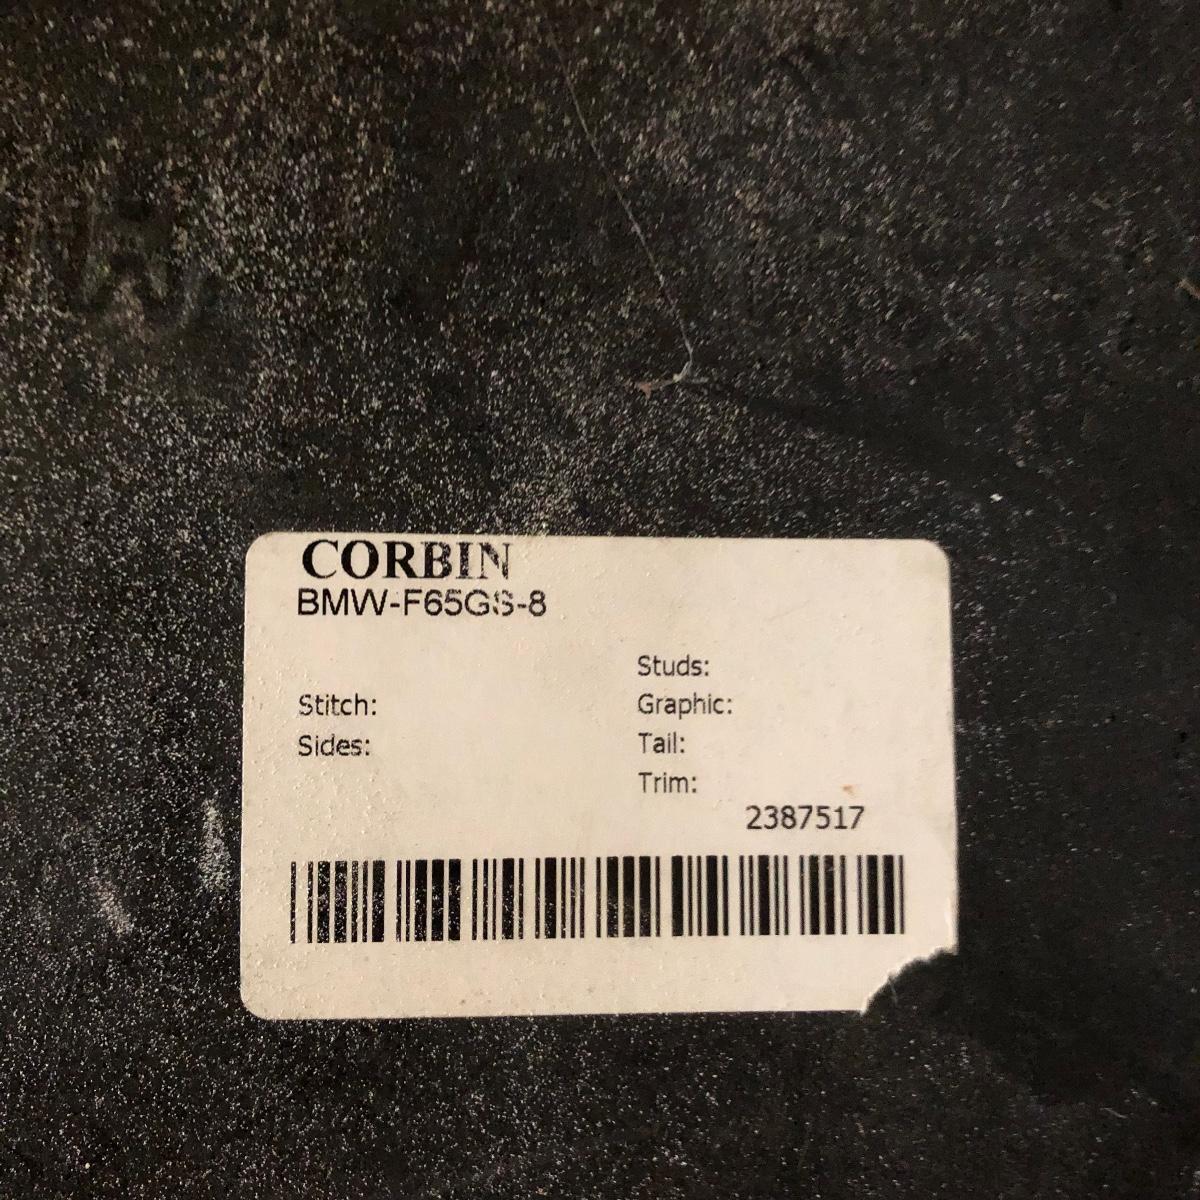 CORBIN
BMW-F65GS-8
Studs:
Stitch:
Graphic:
Sides:
Tail:
Trim:
2387517